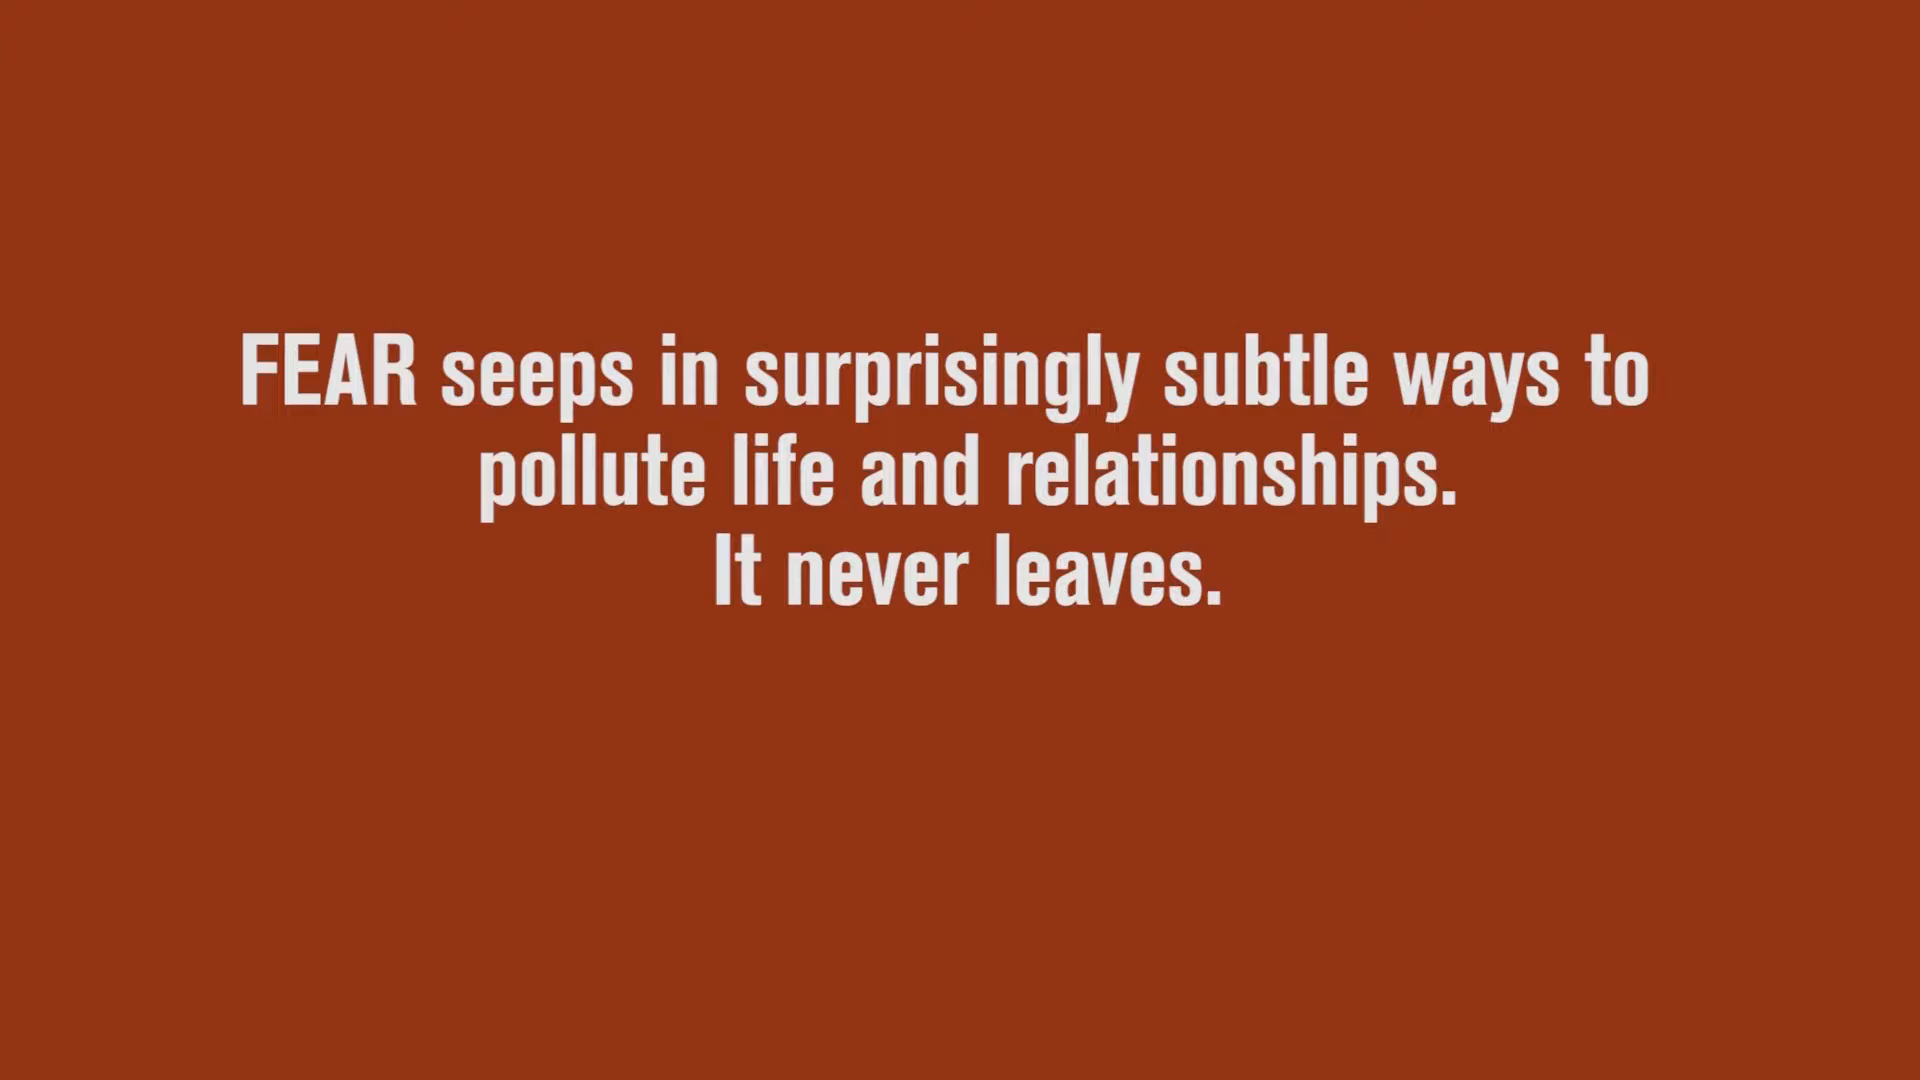 FEAR seeps in surprisingly subtle ways to
pollute life and relationships.
It never leaves.